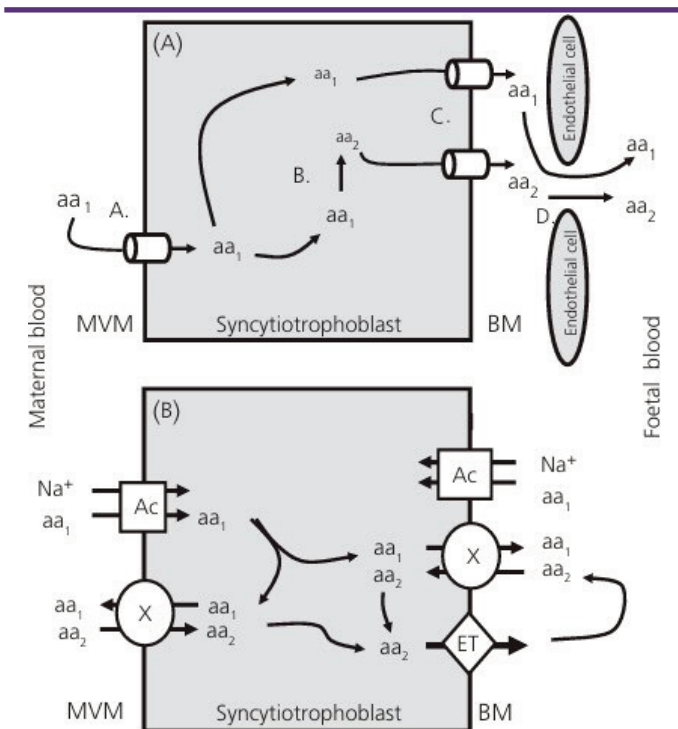 (A)
aa₁
C.
aa₁
Endothelial cell
aa₂
B.
aa₁
aa₁
A.
aa₁
aa₁
aa₂
D.
aa₂
MVM
Syncytiotrophoblast
BM
Endothelial cell
Maternal blood
Foetal blood
(B)
Na⁺
Ac
aa₁
aa₁
Ac
Na⁺
aa₁
aa₁
X
aa₁
aa₂
aa₂
aa₁
X
aa₁
aa₂
aa₂
aa₂
ET
MVM
Syncytiotrophoblast
BM